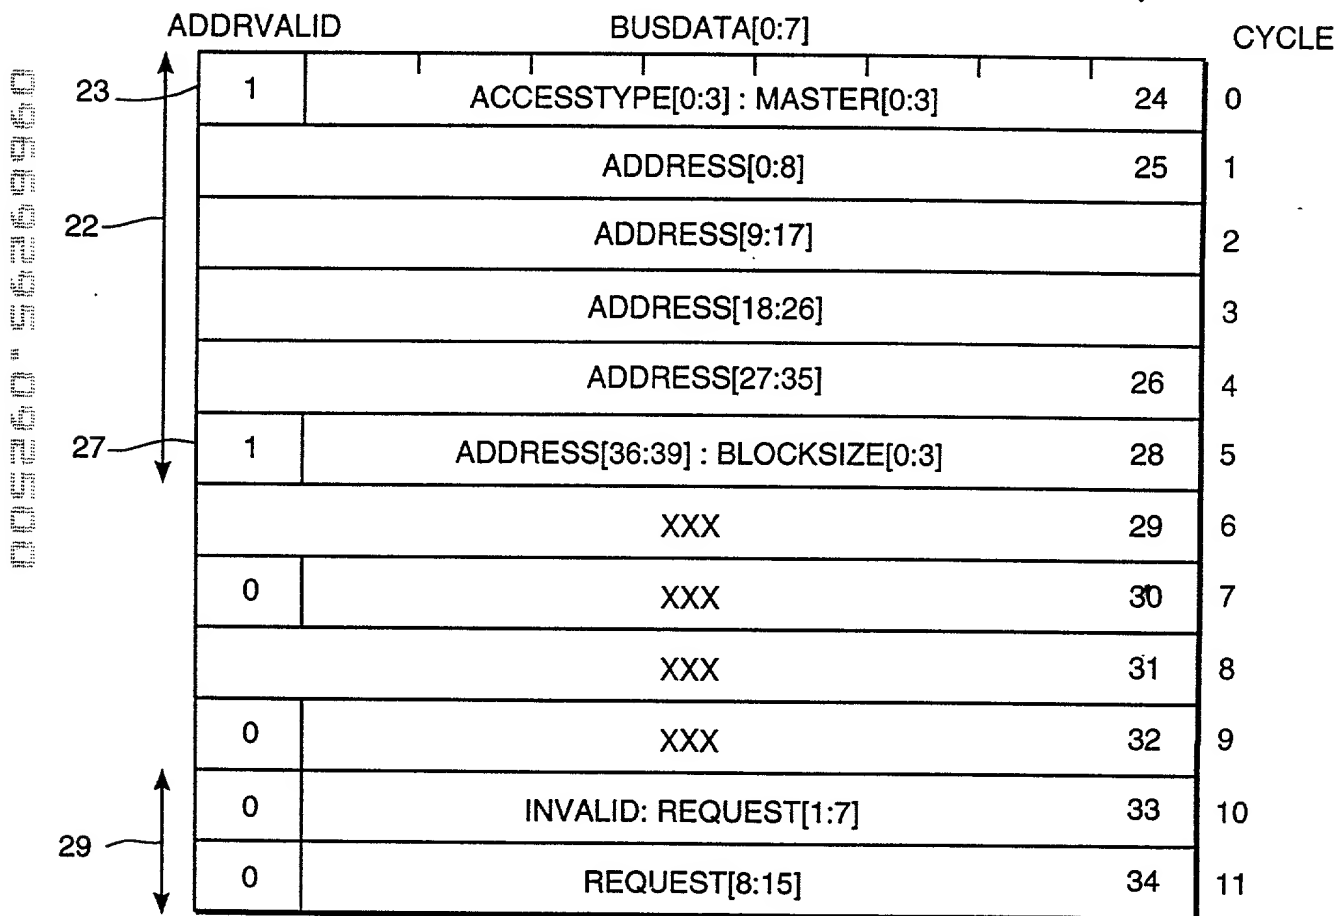 ADDRVALID BUSDATA[0:7] CYCLE
23 1 ACCESSTYPE[0:3] : MASTER[0:3] 24 0
ADDRESS[0:8] 25 1
22 ADDRESS[9:17] 2
ADDRESS[18:26] 3
ADDRESS[27:35] 26 4
27 1 ADDRESS[36:39] : BLOCKSIZE[0:3] 28 5
XXX 29 6
0 XXX 30 7
XXX 31 8
0 XXX 32 9
0 INVALID: REQUEST[1:7] 33 10
29
0 REQUEST[8:15] 34 11